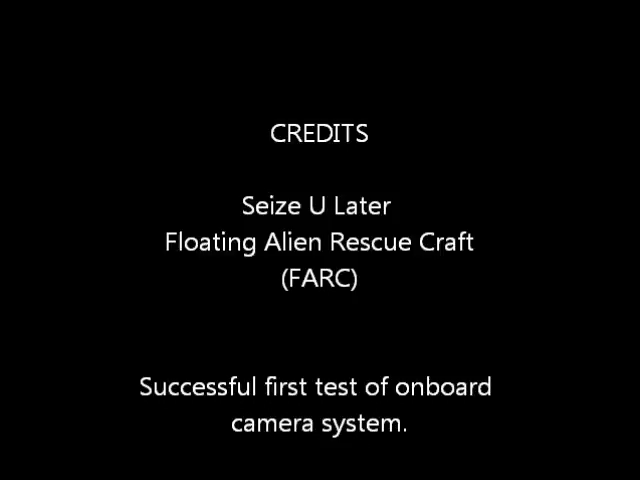 CREDITS
Seize U Later
Floating Alien Rescue Craft
(FARC)
Successful first test of onboard
camera system.